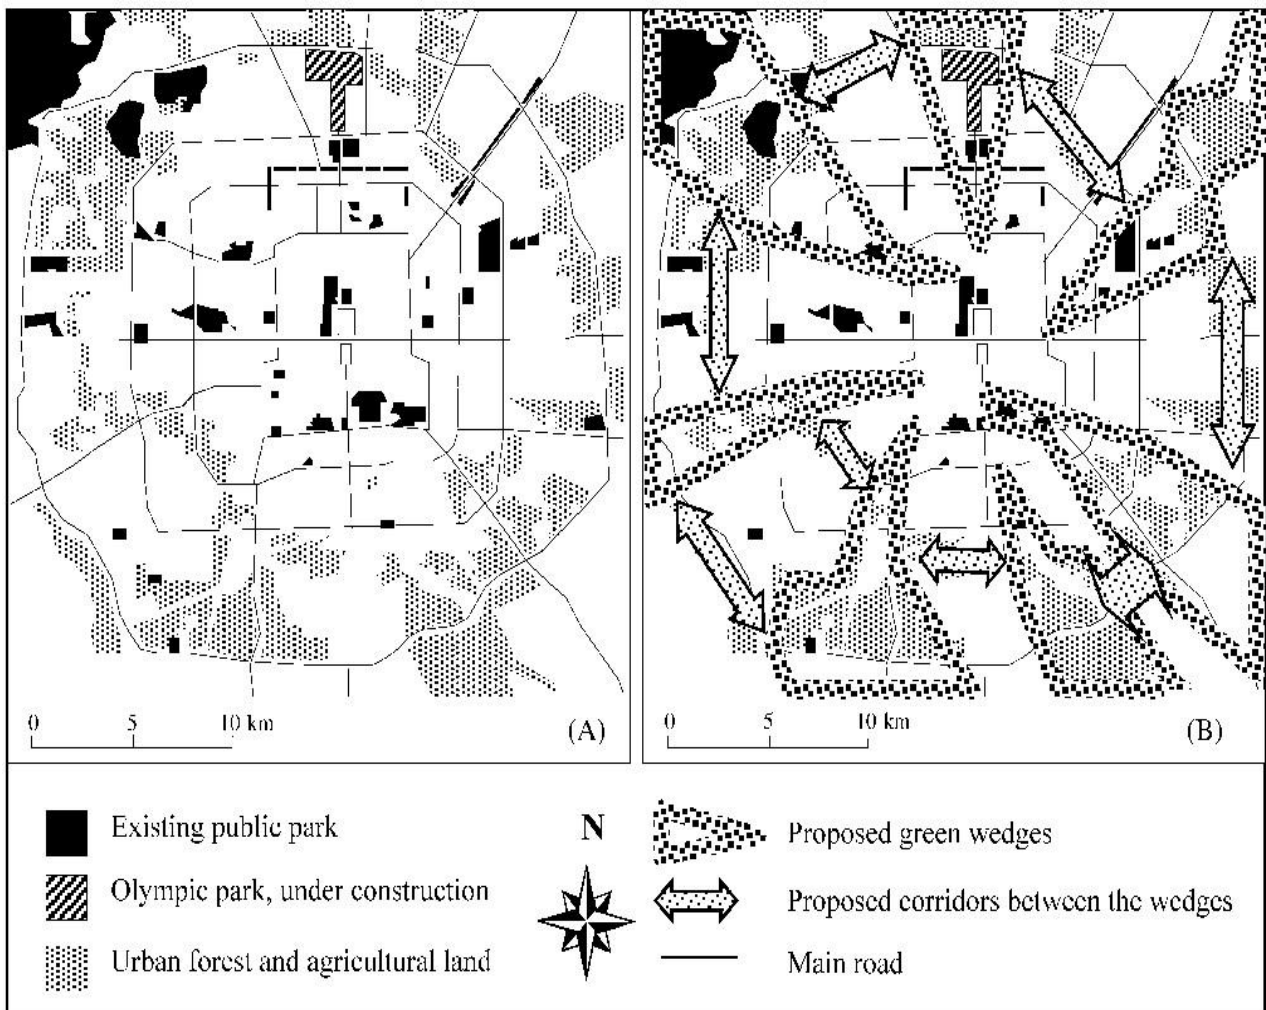 0 5 10 km (A)
0 5 10 km (B)
Existing public park
Olympic park, under construction
Urban forest and agricultural land
N
Proposed green wedges
Proposed corridors between the wedges
Main road